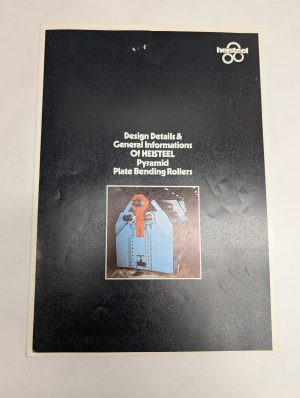 heisteel
Design Details &
General Informations
Of HEISTEEL
Pyramid
Plate Bending Rollers